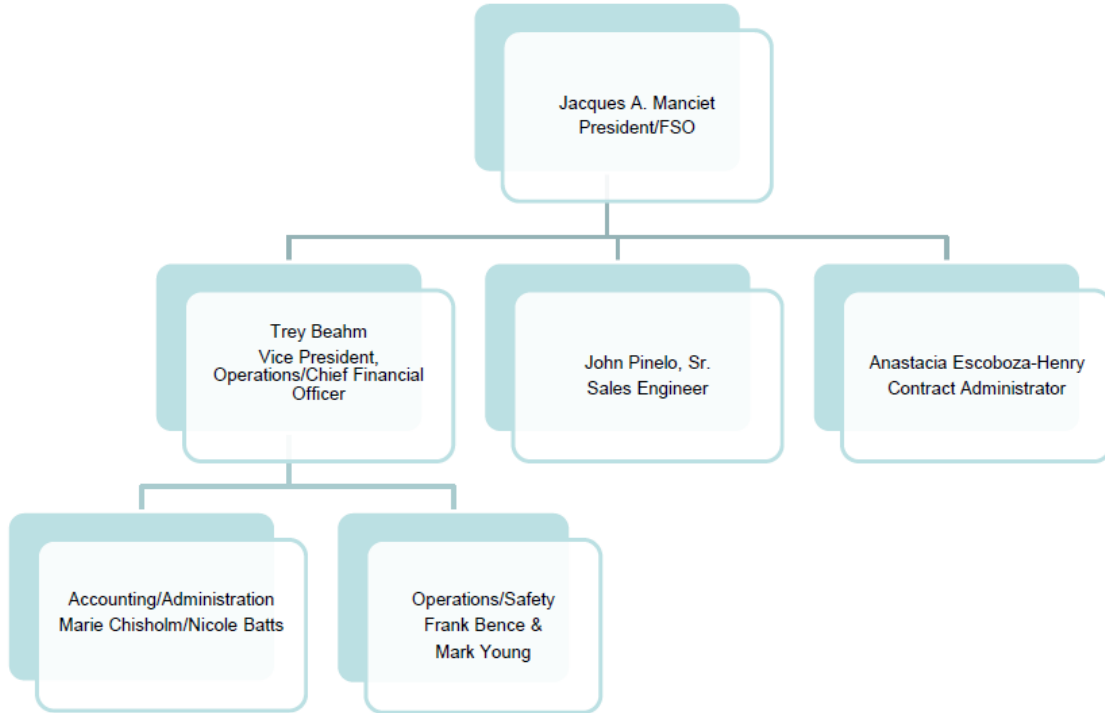 Jacques A. Manciet
President/FSO
Trey Beahm
Vice President,
Operations/Chief Financial
Officer
John Pinelo, Sr.
Sales Engineer
Anastacia Escoboza-Henry
Contract Administrator
Accounting/Administration
Marie Chisholm/Nicole Batts
Operations/Safety
Frank Bence &
Mark Young